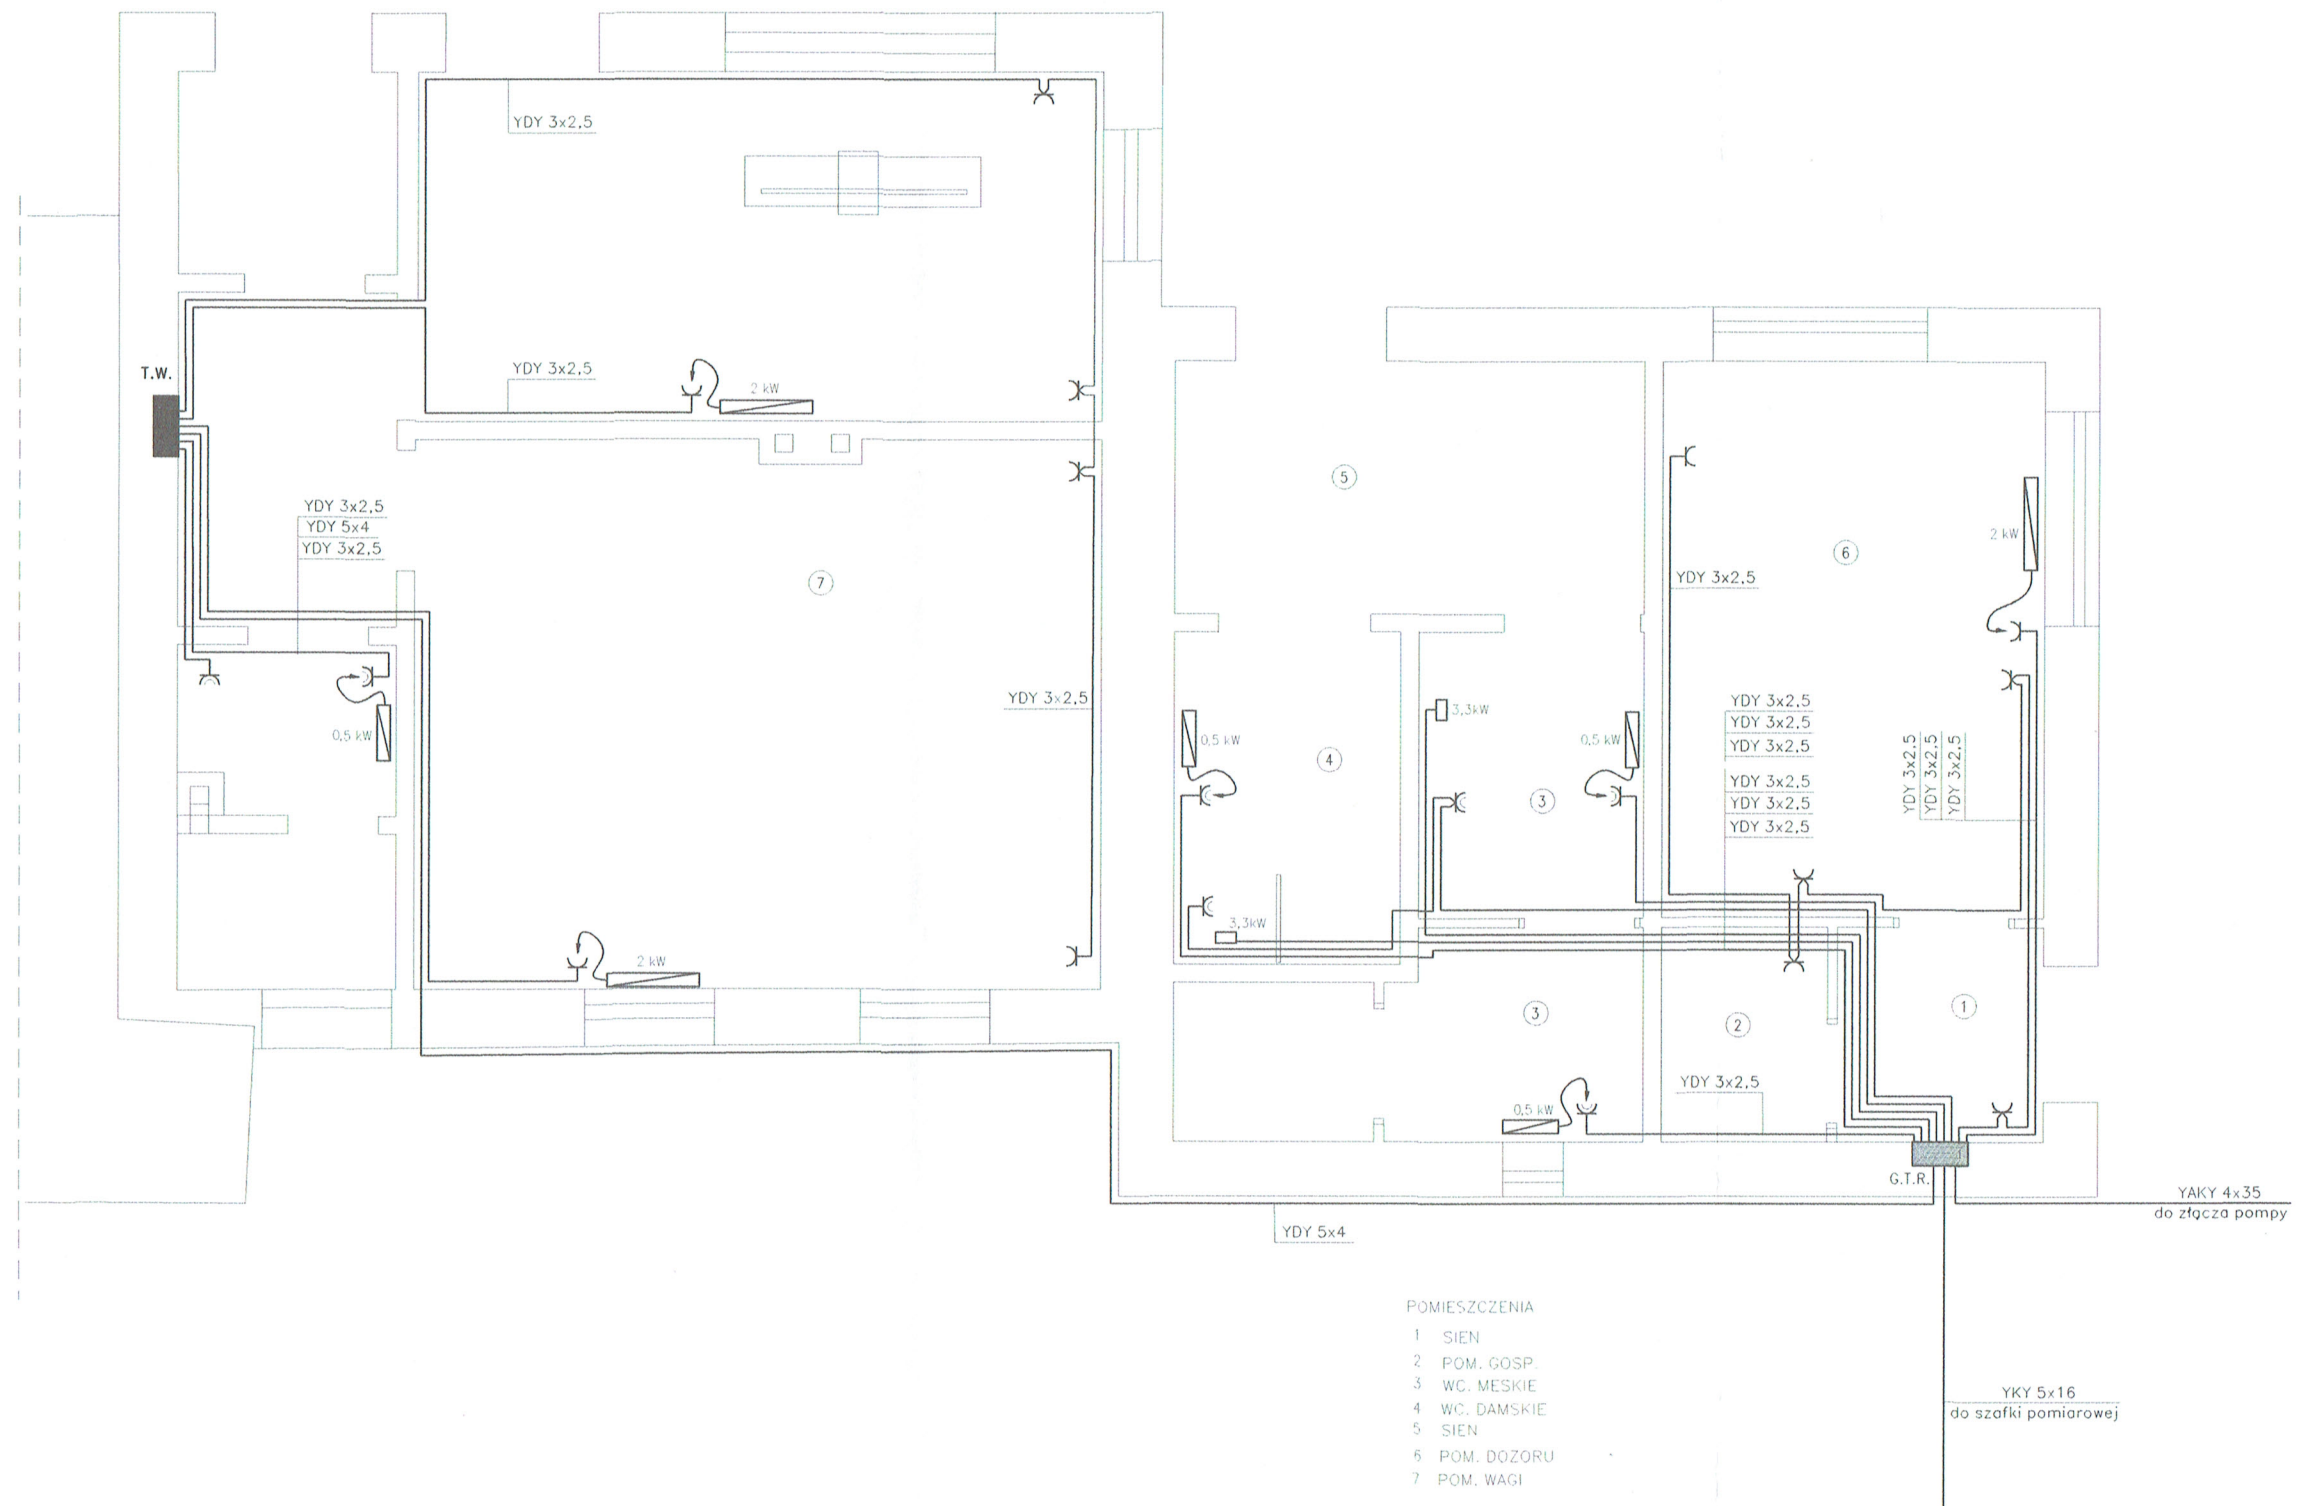 YDY 3x2,5
YDY 3x2,5
2 kW
T.W.
YDY 3x2,5
YDY 5x4
YDY 3x2,5
5
6
2 kW
7
YDY 3x2,5
YDY 3x2,5
0,5 kW
0,5 kW
4
3,3kW
0,5 kW
3
YDY 3x2,5
YDY 3x2,5
YDY 3x2,5
YDY 3x2,5
YDY 3x2,5
YDY 3x2,5
YDY 3x2,5
YDY 3x2,5
YDY 3x2,5
3,3kW
2 kW
3
2
1
YDY 3x2,5
0,5 kW
G.T.R.
YAKY 4x35
do złącza pompy
YDY 5x4
POMIESZCZENIA
1 SIEN
2 POM. GOSP.
3 WC. MESKIE
4 WC. DAMSKIE
5 SIEN
6 POM. DOZORU
7 POM. WAGI
YKY 5x16
do szafki pomiarowej